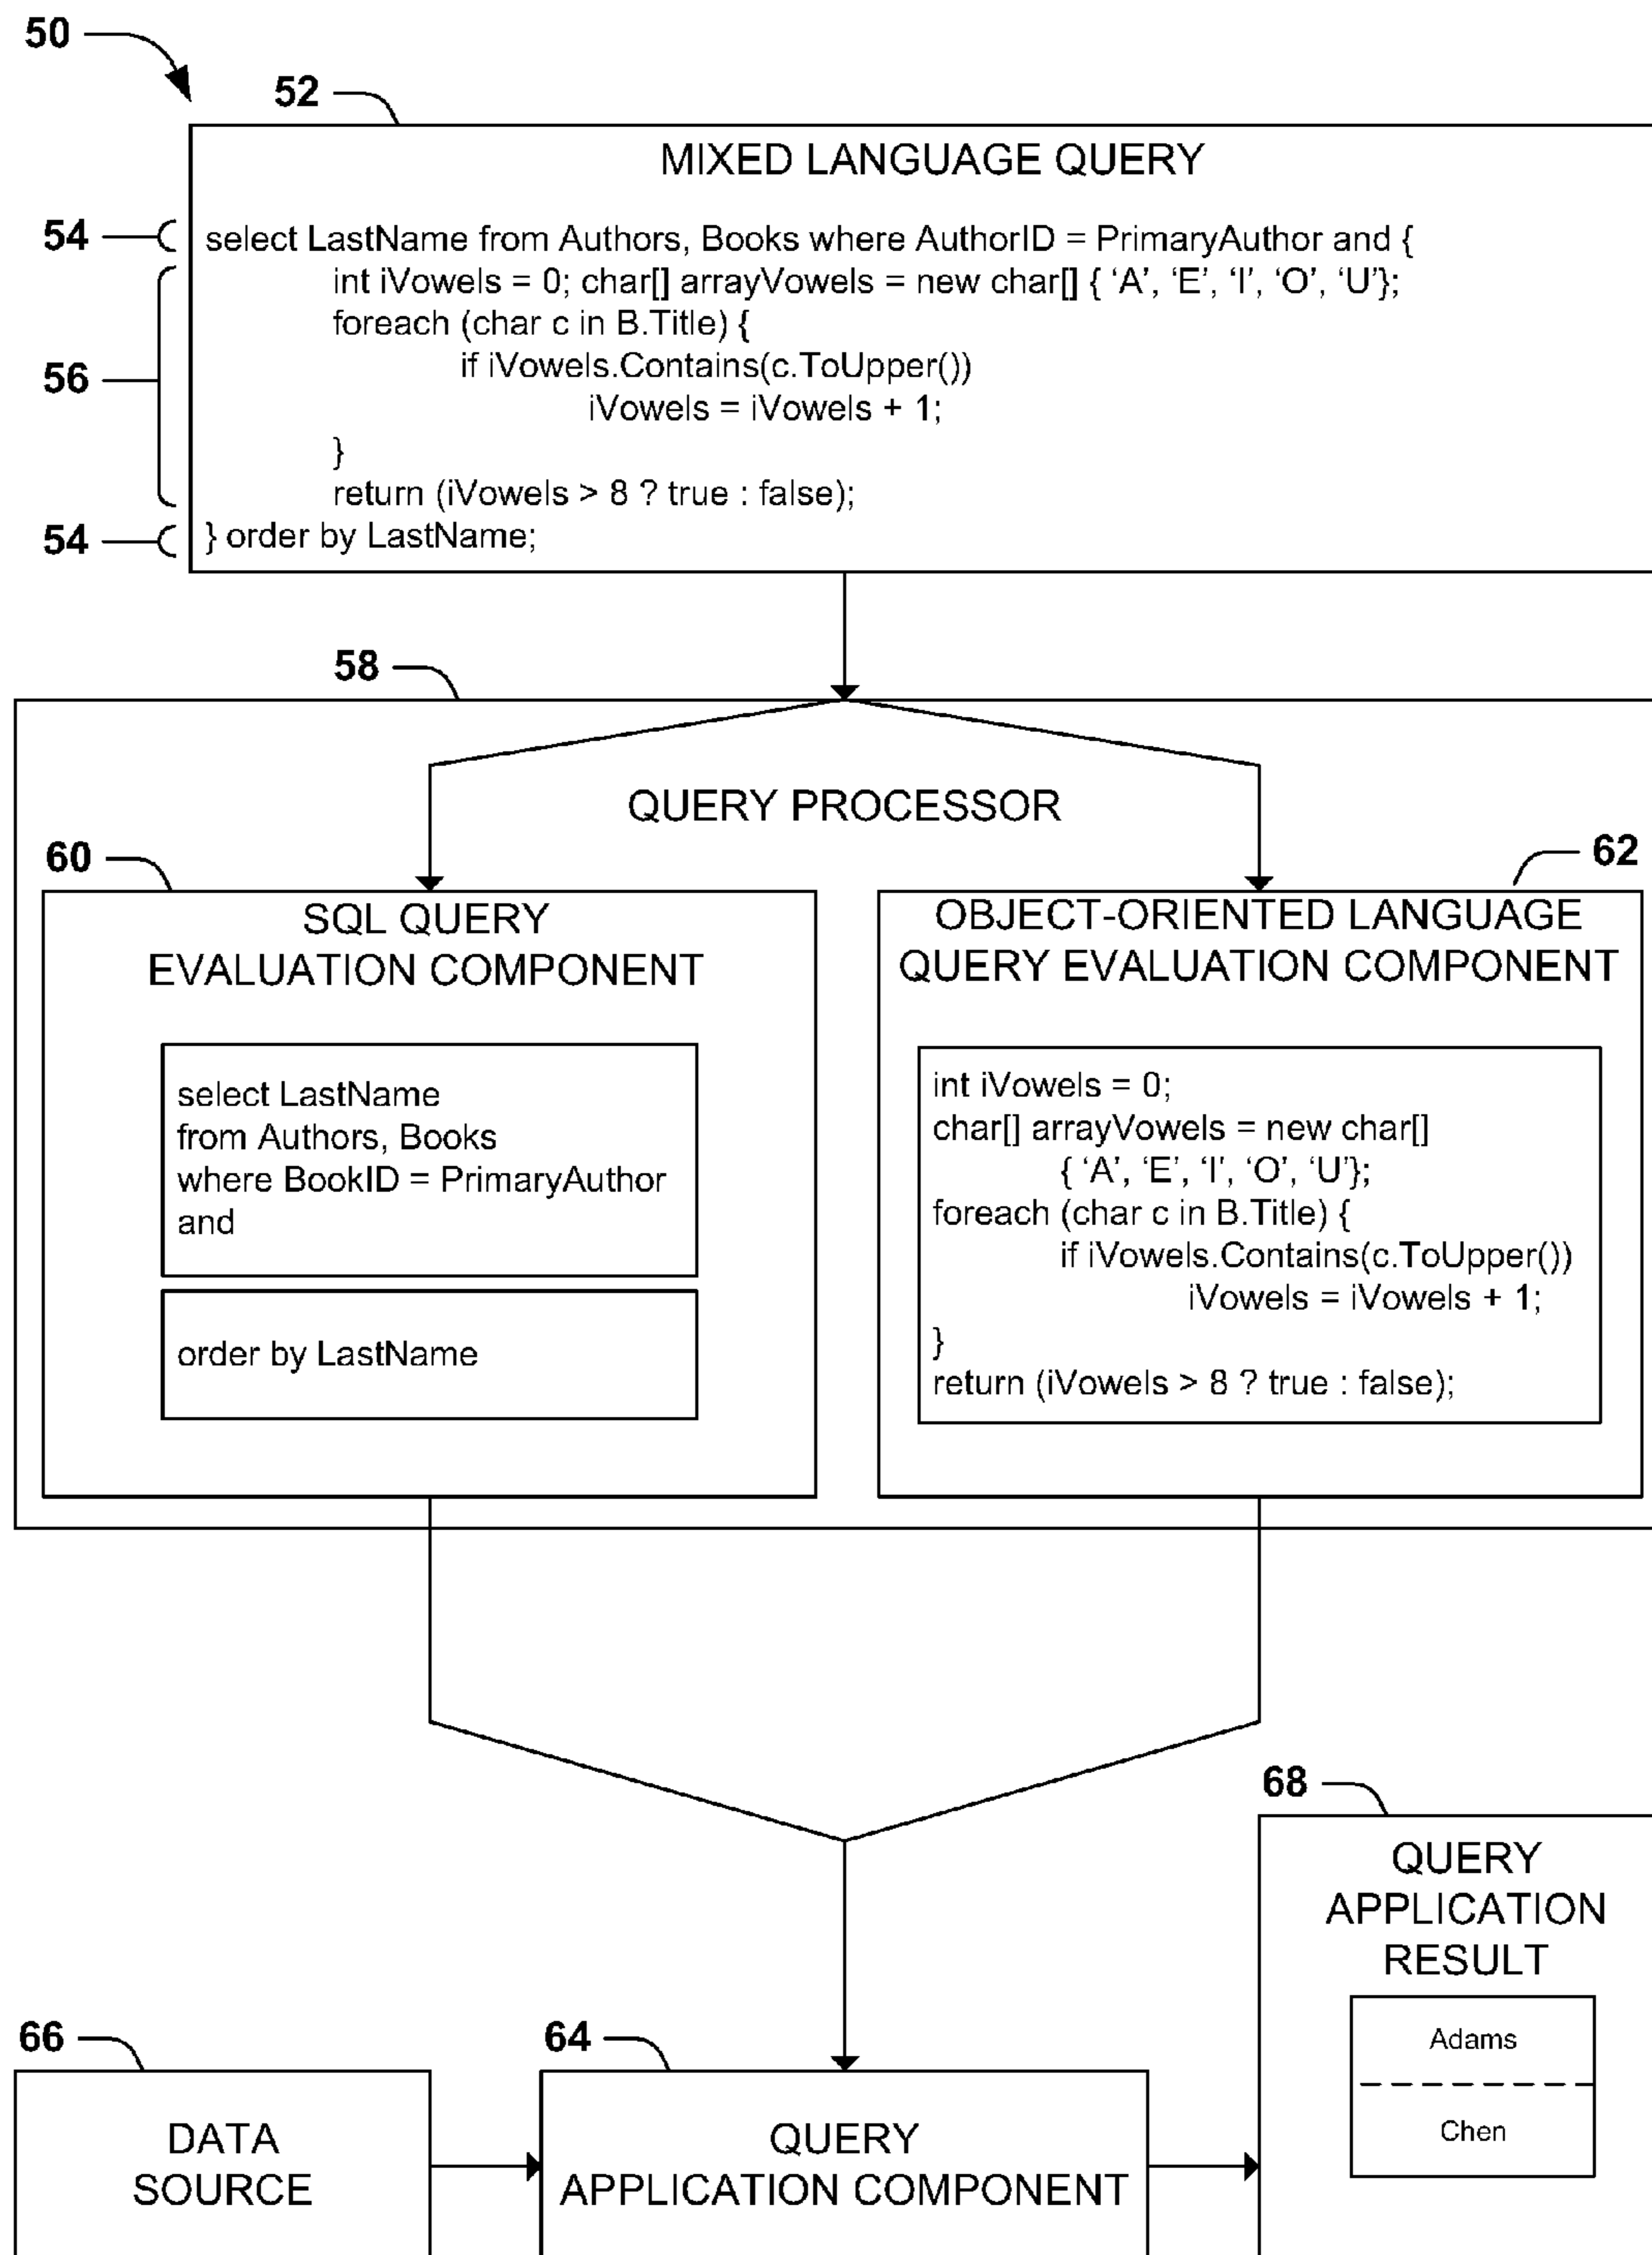 50
52
MIXED LANGUAGE QUERY
54
select LastName from Authors, Books where AuthorID = PrimaryAuthor and {
int iVowels = 0; char[] arrayVowels = new char[] { ‘A’, ‘E’, ‘I’, ‘O’, ‘U’};
foreach (char c in B.Title) {
56
if iVowels.Contains(c.ToUpper())
iVowels = iVowels + 1;
}
return (iVowels > 8 ? true : false);
54
} order by LastName;
58
QUERY PROCESSOR
60
SQL QUERY
EVALUATION COMPONENT
select LastName
from Authors, Books
where BookID = PrimaryAuthor
and
order by LastName
62
OBJECT-ORIENTED LANGUAGE
QUERY EVALUATION COMPONENT
int iVowels = 0;
char[] arrayVowels = new char[]
{ ‘A’, ‘E’, ‘I’, ‘O’, ‘U’};
foreach (char c in B.Title) {
if iVowels.Contains(c.ToUpper())
iVowels = iVowels + 1;
}
return (iVowels > 8 ? true : false);
66
DATA
SOURCE
64
QUERY
APPLICATION COMPONENT
68
QUERY
APPLICATION
RESULT
Adams
Chen